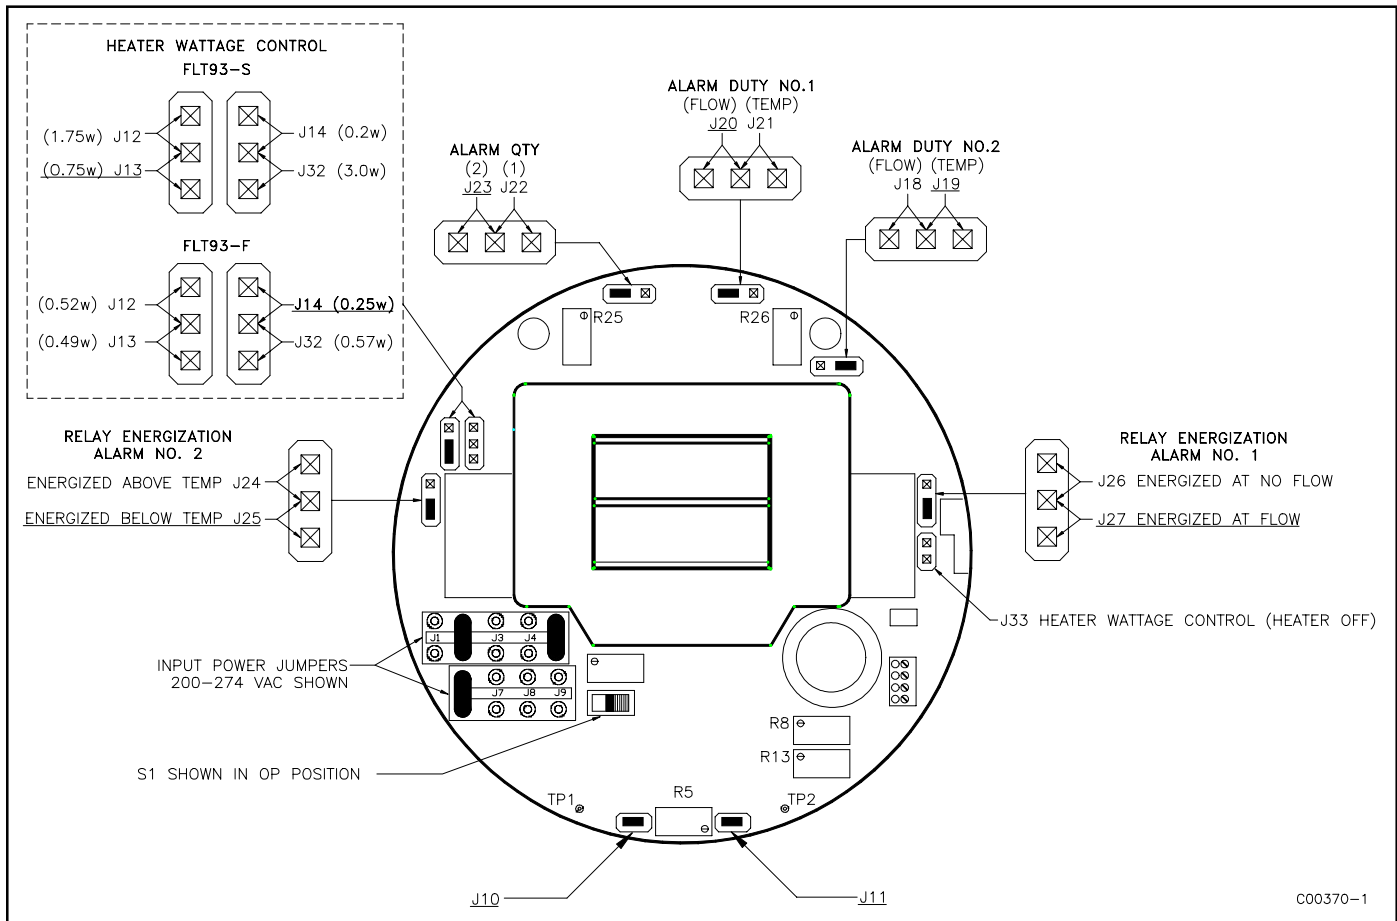 HEATER WATTAGE CONTROL
FLT93-S
(1.75w) J12
J14 (0.2w)
(0.75w) J13
J32 (3.0w)
FLT93-F
(0.52w) J12
J14 (0.25w)
(0.49w) J13
J32 (0.57w)
ALARM QTY
(2) (1)
J23 J22
ALARM DUTY NO.1
(FLOW) (TEMP)
J20 J21
ALARM DUTY NO.2
(FLOW) (TEMP)
J18 J19
R25
R26
RELAY ENERGIZATION
ALARM NO. 2
ENERGIZED ABOVE TEMP J24
ENERGIZED BELOW TEMP J25
RELAY ENERGIZATION
ALARM NO. 1
J26 ENERGIZED AT NO FLOW
J27 ENERGIZED AT FLOW
J33 HEATER WATTAGE CONTROL (HEATER OFF)
J1 J3 J4
INPUT POWER JUMPERS
200-274 VAC SHOWN
J7 J8 J9
S1 SHOWN IN OP POSITION
R8
R13
TP1
R5
TP2
J10
J11
C00370-1